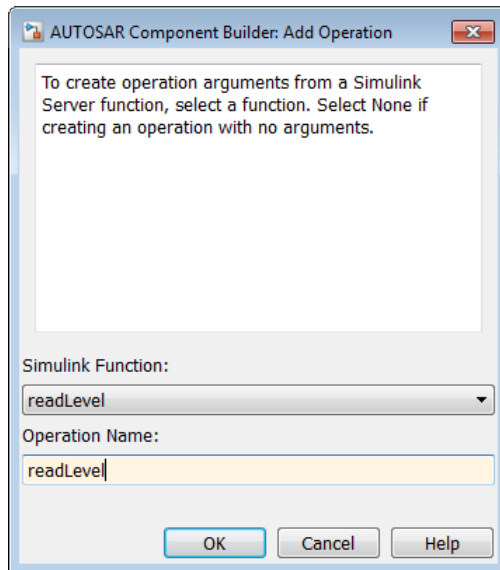 AUTOSAR Component Builder: Add Operation
To create operation arguments from a Simulink
Server function, select a function. Select None if
creating an operation with no arguments.
Simulink Function:
readLevel
Operation Name:
readLevel
OK Cancel Help